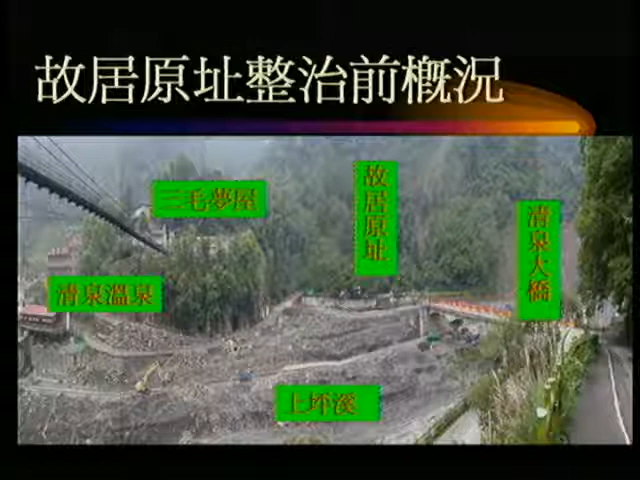 故居原址整治前概況
三毛夢屋
故居原址
清泉大橋
清泉溫泉
上坪溪